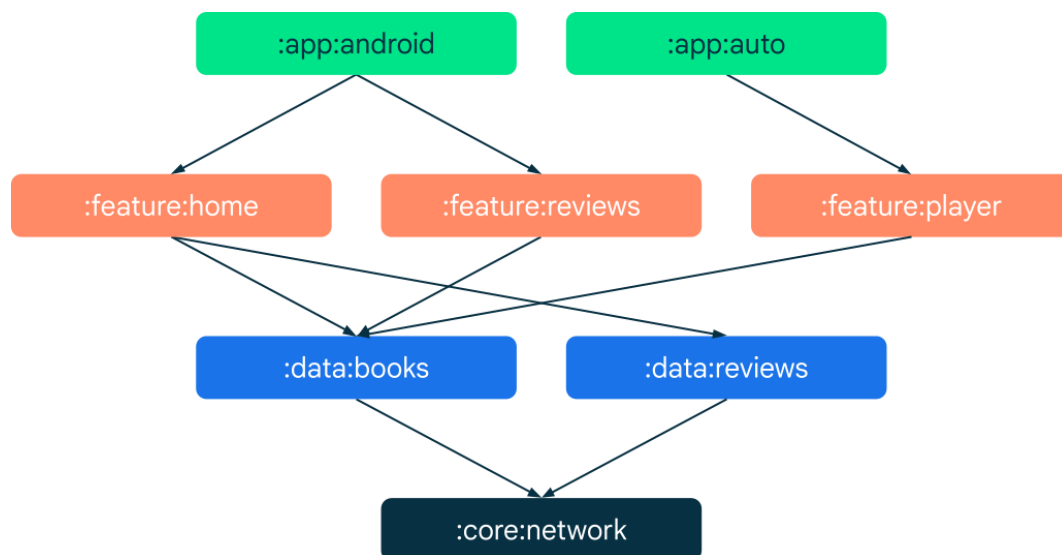 :app:android
:app:auto
:feature:home
:feature:reviews
:feature:player
:data:books
:data:reviews
:core:network